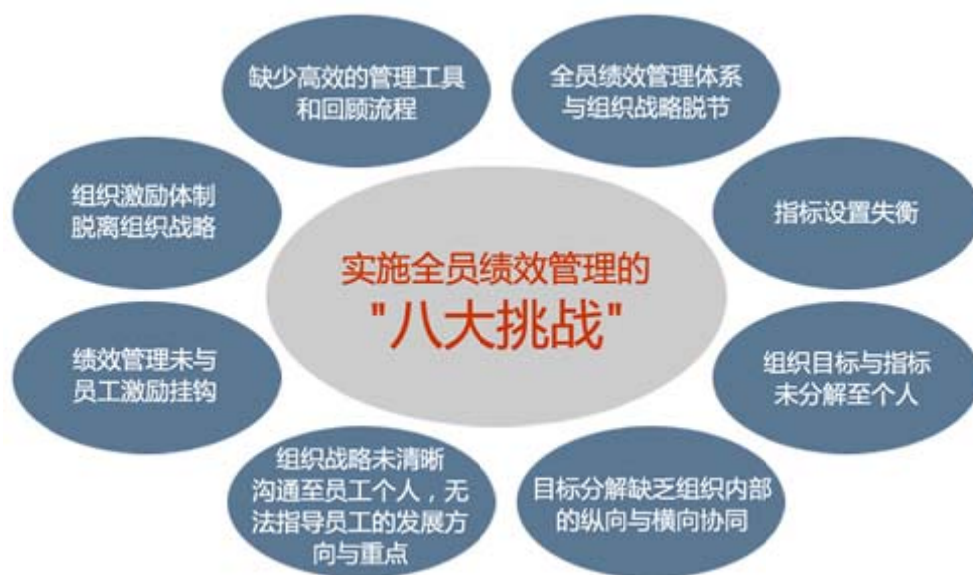 缺少高效的管理工具
和回顾流程
全员绩效管理体系
与组织战略脱节
组织激励体制
脱离组织战略
指标设置失衡
实施全员绩效管理的
"八大挑战"
绩效管理未与
员工激励挂钩
组织目标与指标
未分解至个人
组织战略未清晰
沟通至员工个人，无
法指导员工的发展方
向与重点
目标分解缺乏组织内部
的纵向与横向协同